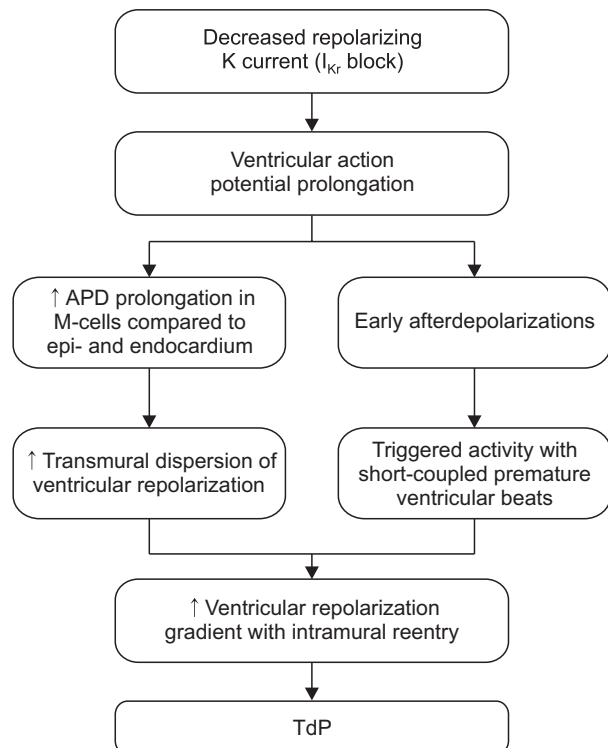 Decreased repolarizing
K current (I_Kr block)
Ventricular action
potential prolongation
↑ APD prolongation in
M-cells compared to
epi- and endocardium
Early afterdepolarizations
↑ Transmural dispersion of
ventricular repolarization
Triggered activity with
short-coupled premature
ventricular beats
↑ Ventricular repolarization
gradient with intramural reentry
TdP